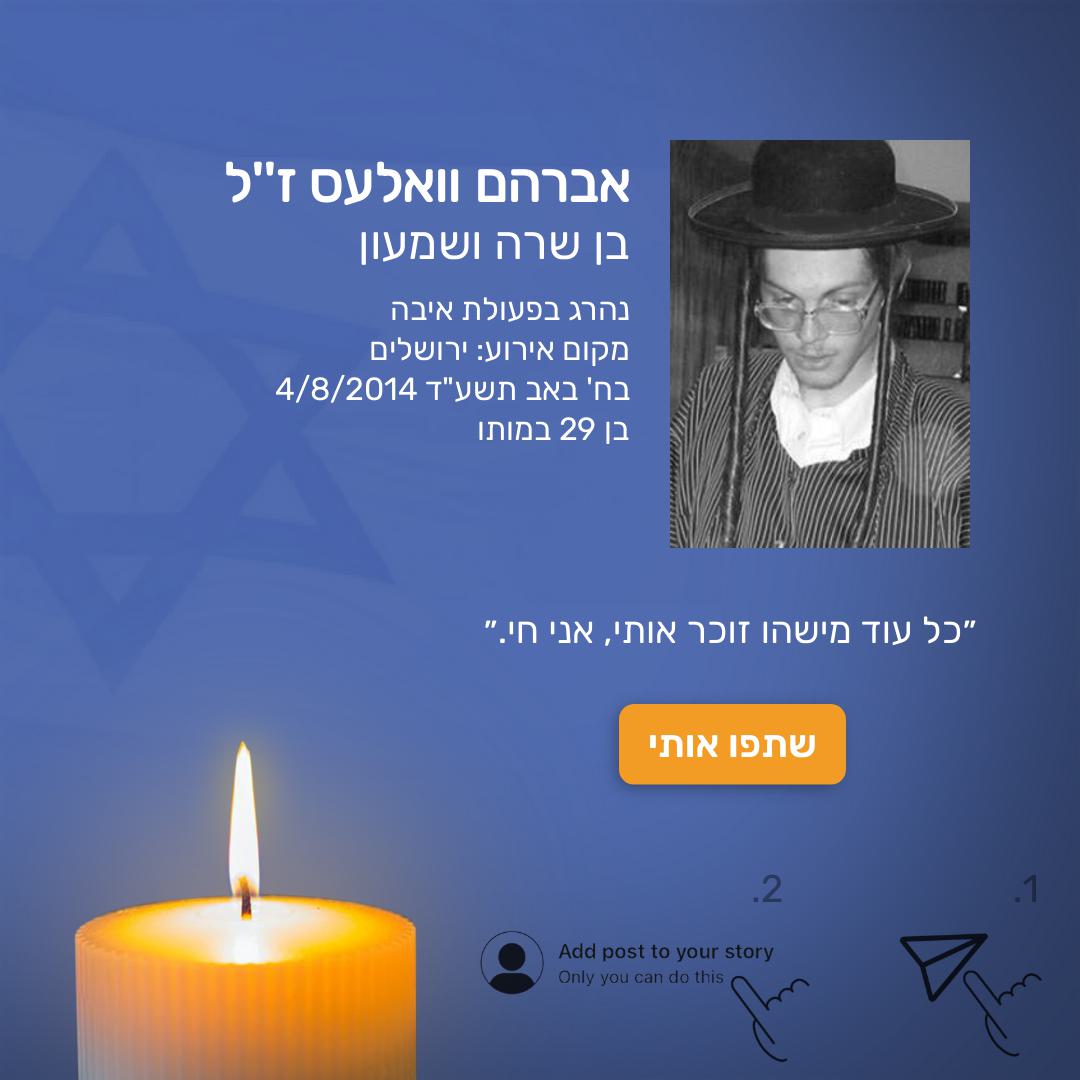 אברהם וואלעס ז''ל
בן שרה ושמעון
נהרג בפעולת איבה
מקום אירוע: ירושלים
בח' באב תשע"ד 4/8/2014
בן 29 במותו
״כל עוד מישהו זוכר אותי, אני חי.״
שתפו אותי
1.
2.
Add post to your story
Only you can do this